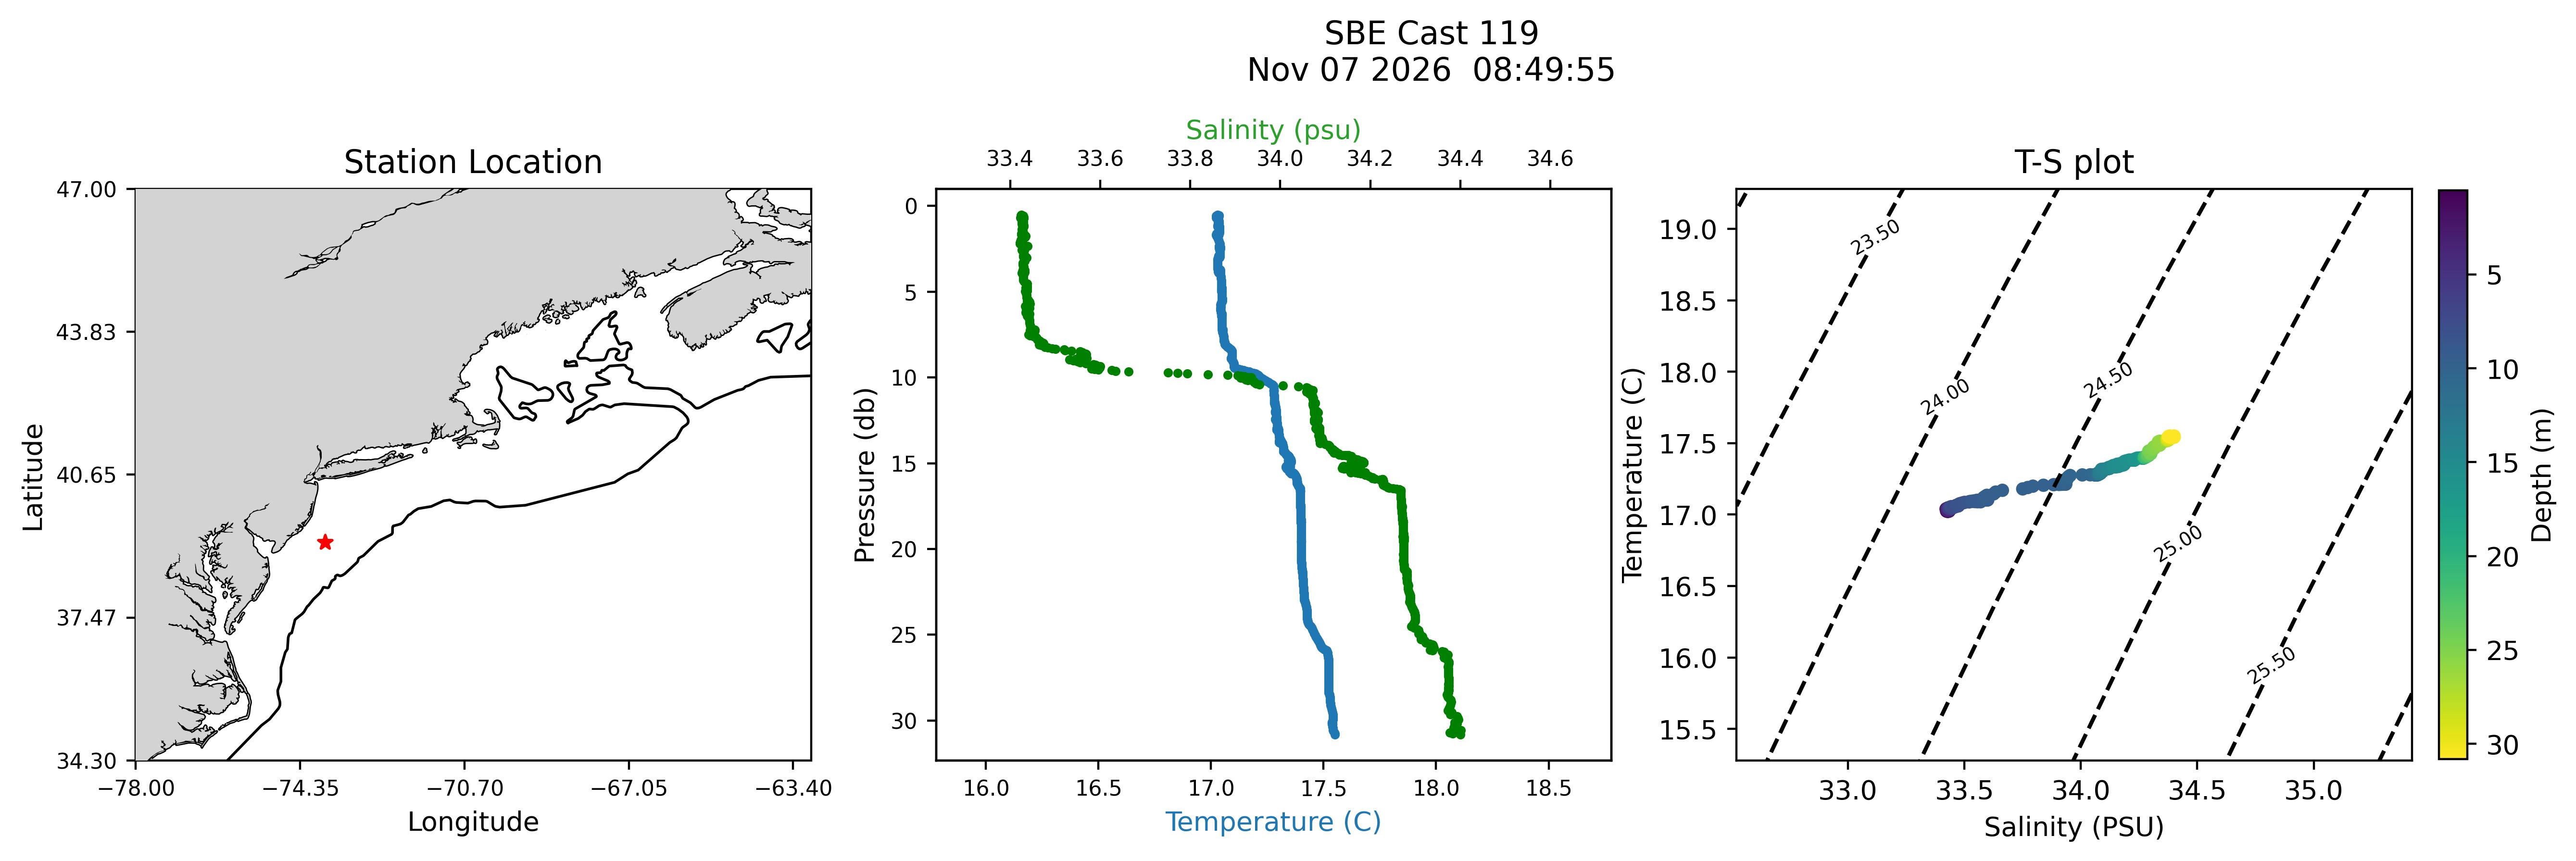 SBE Cast 119
Nov 07 2026  08:49:55
Station Location
47.00
43.83
40.65
37.47
34.30
Latitude
−78.00 −74.35 −70.70 −67.05 −63.40
Longitude
Salinity (psu)
33.4 33.6 33.8 34.0 34.2 34.4 34.6
0
5
10
15
20
25
30
Pressure (db)
16.0 16.5 17.0 17.5 18.0 18.5
Temperature (C)
T-S plot
19.0
18.5
18.0
17.5
17.0
16.5
16.0
15.5
Temperature (C)
23.50
24.00
24.50
25.00
25.50
33.0 33.5 34.0 34.5 35.0
Salinity (PSU)
5
10
15
20
25
30
Depth (m)